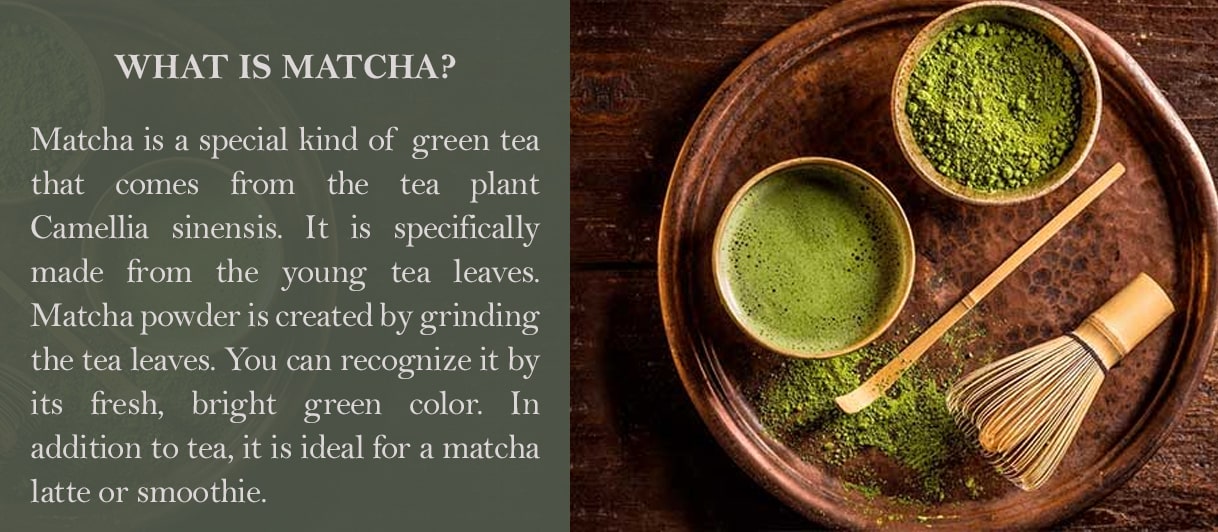 WHAT IS MATCHA?
Matcha is a special kind of green tea
that comes from the tea plant
Camellia sinensis. It is specifically
made from the young tea leaves.
Matcha powder is created by grinding
the tea leaves. You can recognize it by
its fresh, bright green color. In
addition to tea, it is ideal for a matcha
latte or smoothie.